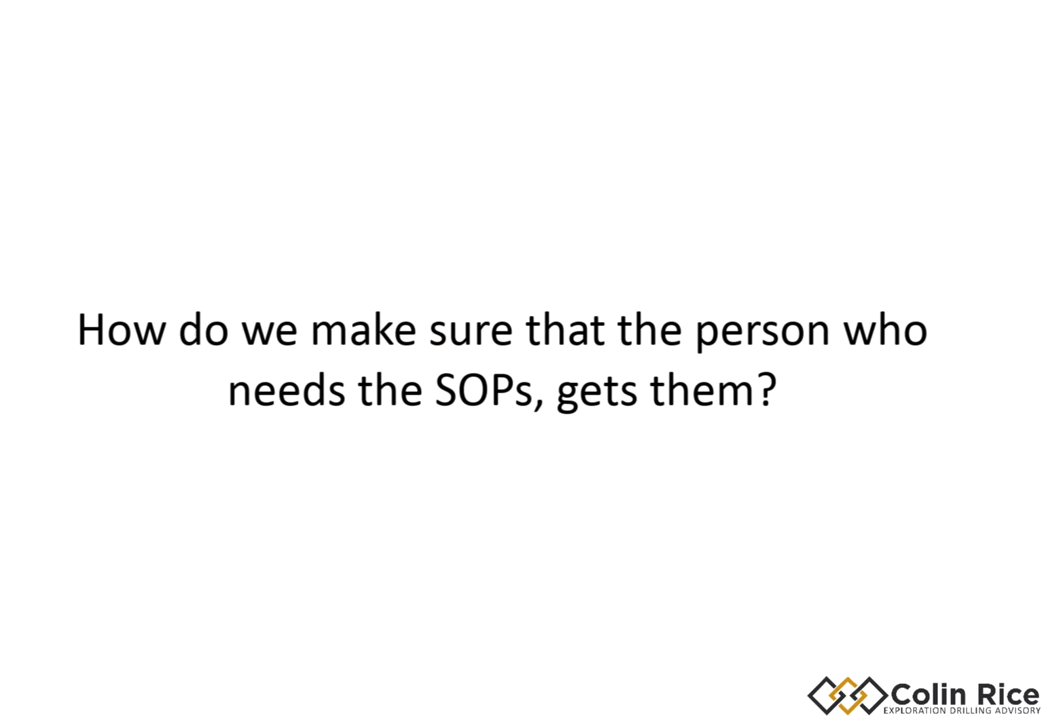 How do we make sure that the person who
needs the SOPs, gets them?
Colin Rice
EXPLORATION DRILLING ADVISORY